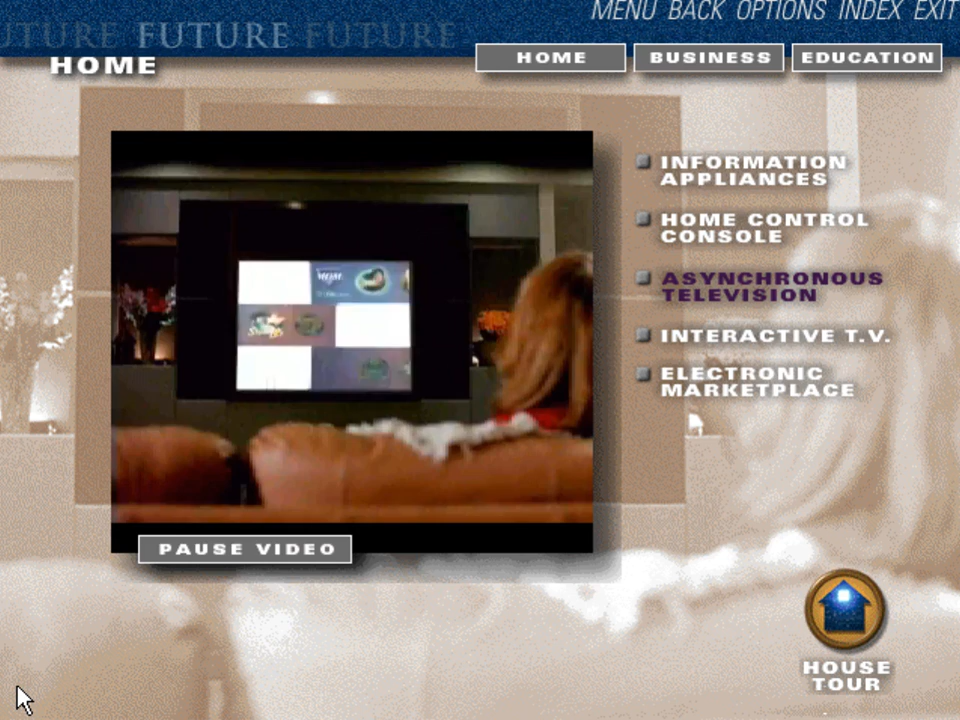 MENU BACK OPTIONS INDEX EXIT
UTURE FUTURE FUTURE
HOME
HOME BUSINESS EDUCATION
INFORMATION
APPLIANCES
HOME CONTROL
CONSOLE
ASYNCHRONOUS
TELEVISION
INTERACTIVE T.V.
ELECTRONIC
MARKETPLACE
PAUSE VIDEO
HOUSE
TOUR